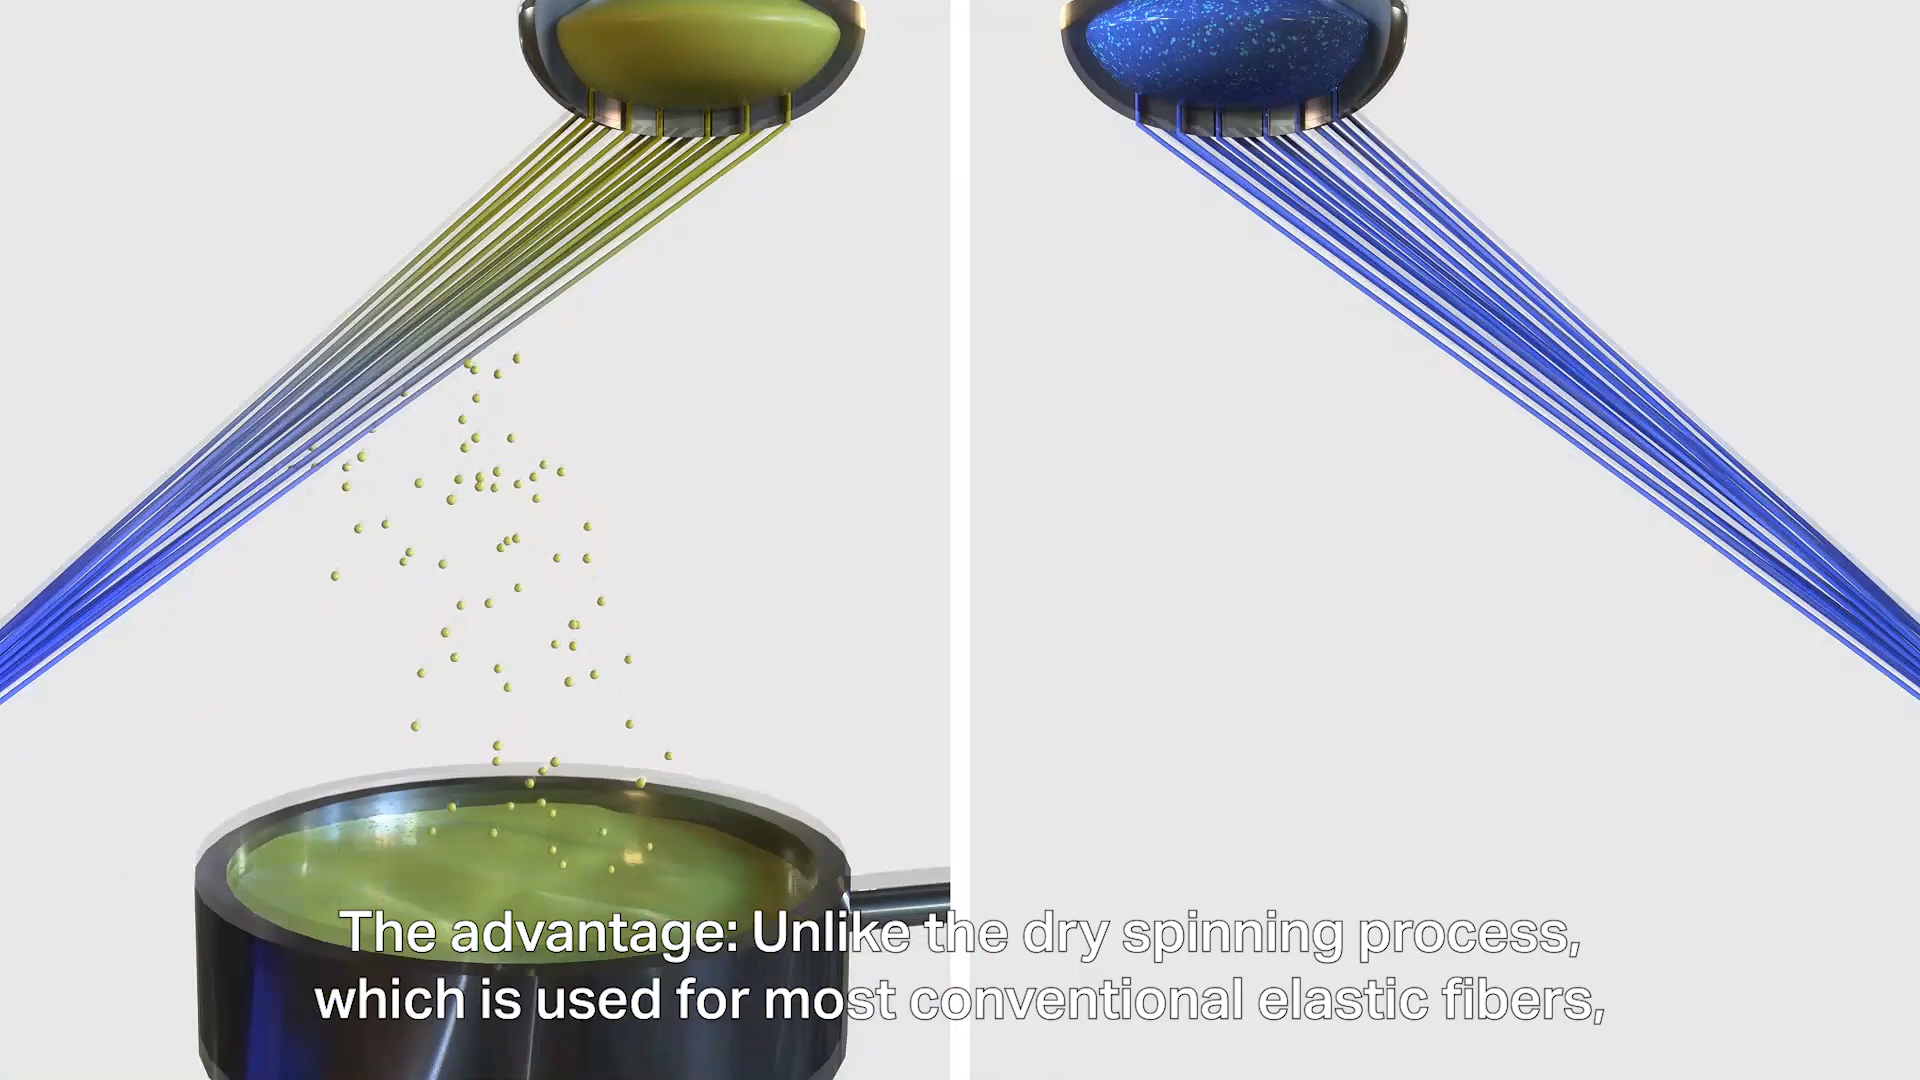 The advantage: Unlike the dry spinning process,
which is used for most conventional elastic fibers,